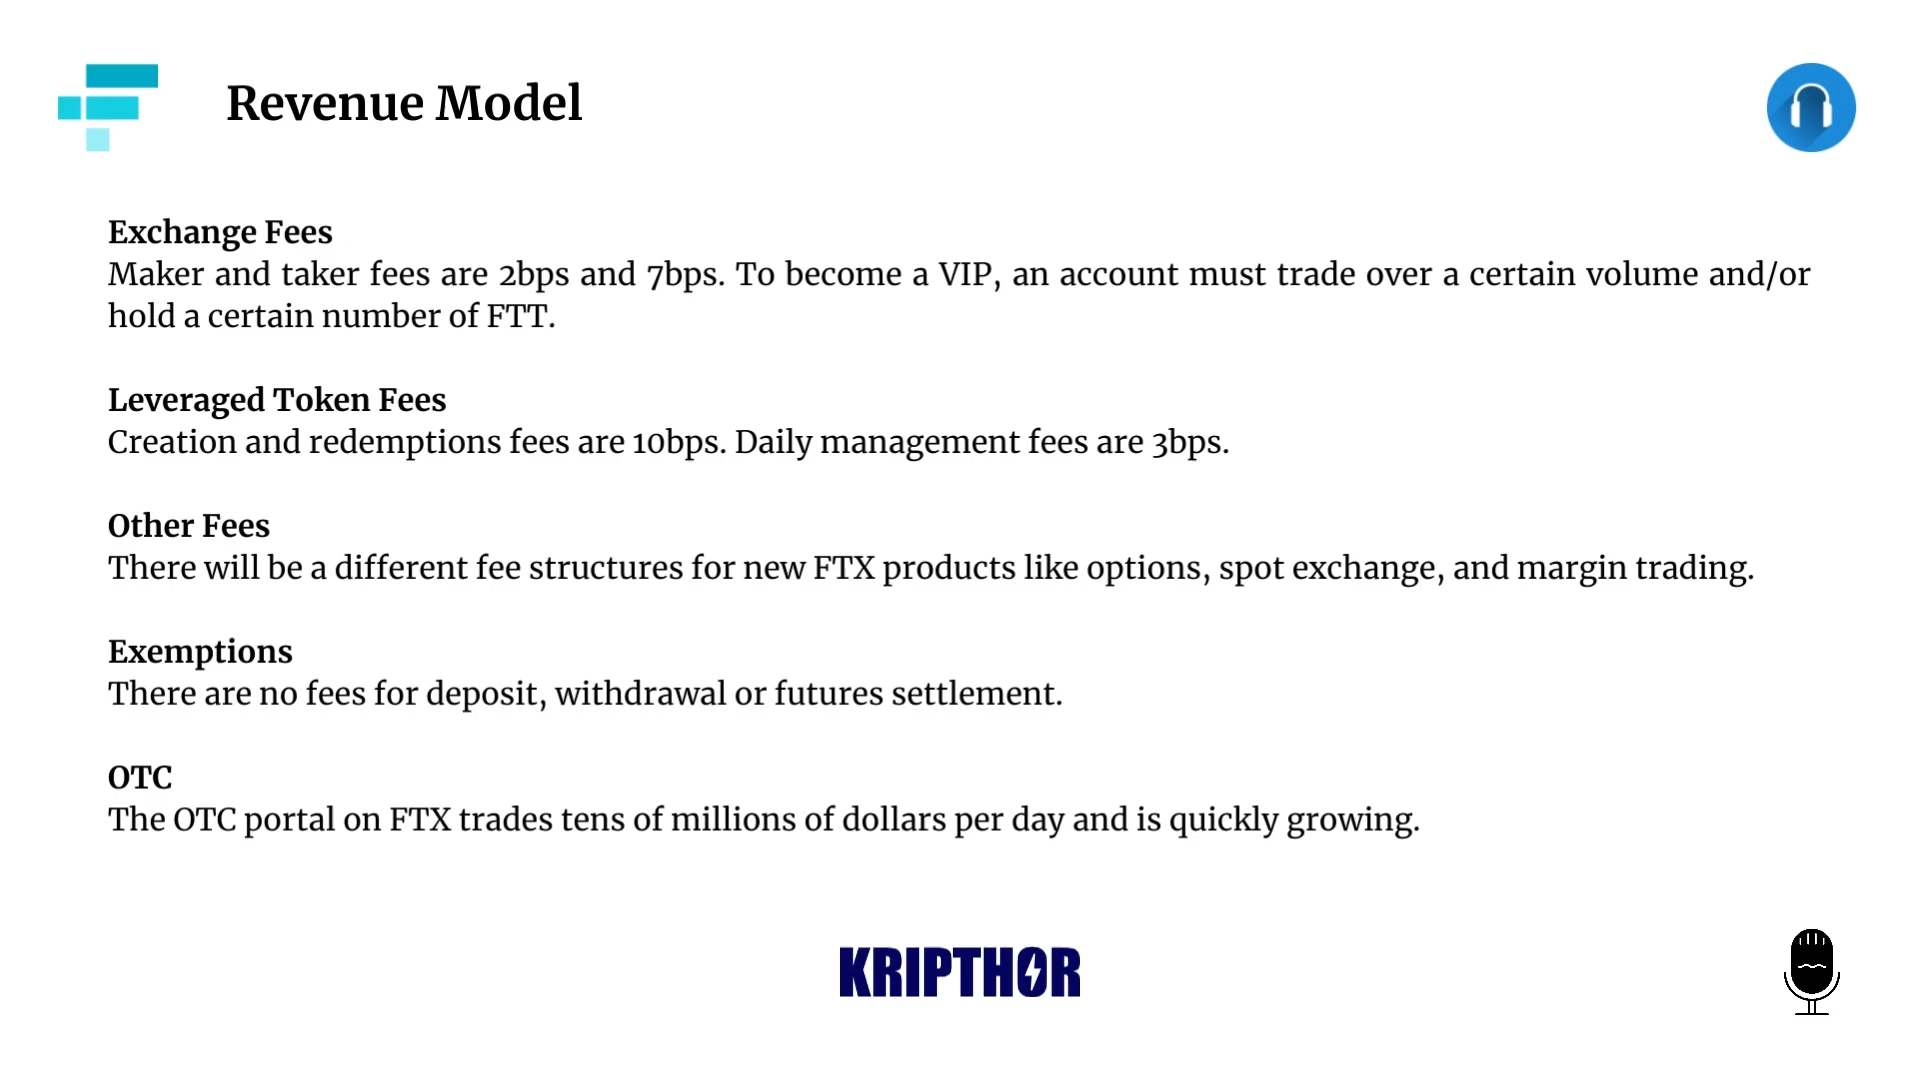 Revenue Model
Exchange Fees
Maker and taker fees are 2bps and 7bps. To become a VIP, an account must trade over a certain volume and/or
hold a certain number of FTT.
Leveraged Token Fees
Creation and redemptions fees are 10bps. Daily management fees are 3bps.
Other Fees
There will be a different fee structures for new FTX products like options, spot exchange, and margin trading.
Exemptions
There are no fees for deposit, withdrawal or futures settlement.
OTC
The OTC portal on FTX trades tens of millions of dollars per day and is quickly growing.
KRIPTHOR